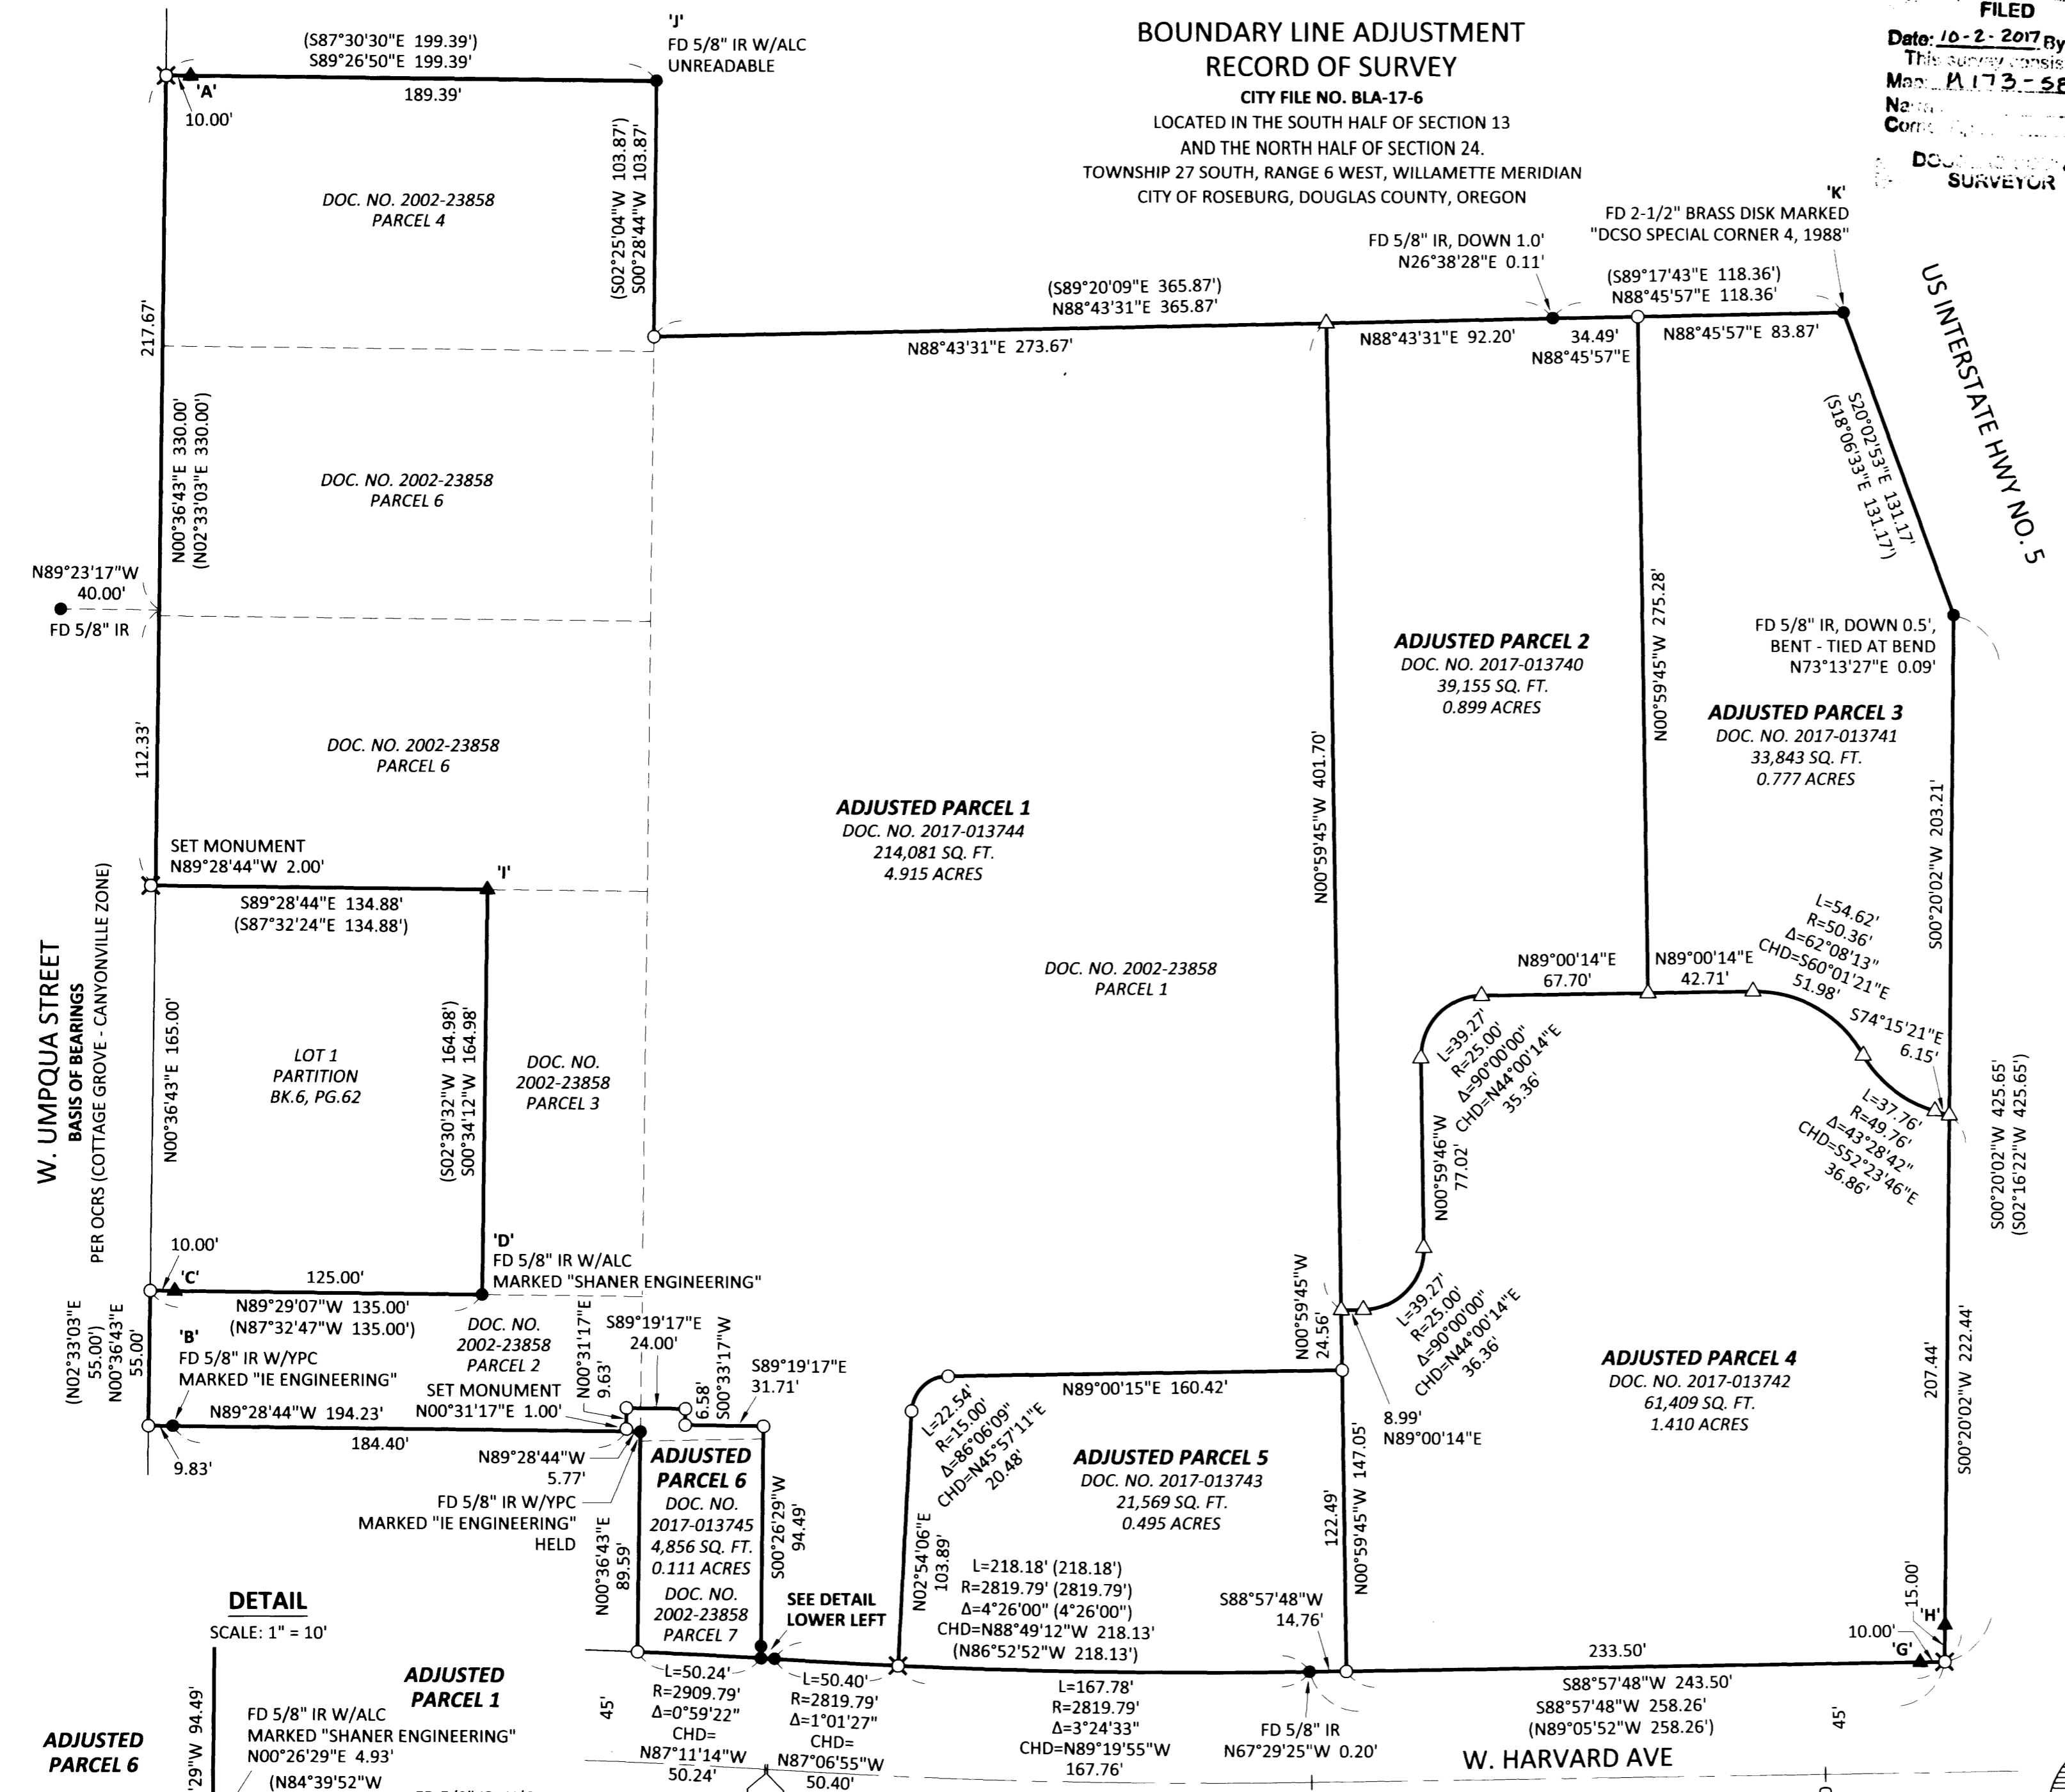 BOUNDARY LINE ADJUSTMENT
RECORD OF SURVEY
CITY FILE NO. BLA-17-6
LOCATED IN THE SOUTH HALF OF SECTION 13
AND THE NORTH HALF OF SECTION 24.
TOWNSHIP 27 SOUTH, RANGE 6 WEST, WILLAMETTE MERIDIAN
CITY OF ROSEBURG, DOUGLAS COUNTY, OREGON
FILED
Date: 10-2-2017 By
This survey consis
Map: M173-58
SURVEYOR
(S87°30'30"E 199.39')
S89°26'50"E 199.39'
'A'
189.39'
10.00'
'J'
FD 5/8" IR W/ALC
UNREADABLE
(S02°25'04"W 103.87')
S00°28'44"W 103.87'
DOC. NO. 2002-23858
PARCEL 4
217.67'
N00°36'43"E 330.00'
(N02°33'03"E 330.00')
DOC. NO. 2002-23858
PARCEL 6
N89°23'17"W
40.00'
FD 5/8" IR
112.33'
DOC. NO. 2002-23858
PARCEL 6
SET MONUMENT
N89°28'44"W 2.00'
'I'
S89°28'44"E 134.88'
(S87°32'24"E 134.88')
W. UMPQUA STREET
BASIS OF BEARINGS
PER OCRS (COTTAGE GROVE - CANYONVILLE ZONE)
N00°36'43"E 165.00'
LOT 1
PARTITION
BK.6, PG.62
(S02°30'32"W 164.98')
S00°34'12"W 164.98'
DOC. NO.
2002-23858
PARCEL 3
10.00'
'C'
125.00'
N89°29'07"W 135.00'
(N87°32'47"W 135.00')
'D'
FD 5/8" IR W/ALC
MARKED "SHANER ENGINEERING"
(N02°33'03"E
55.00')
N00°36'43"E
55.00'
'B'
FD 5/8" IR W/YPC
MARKED "IE ENGINEERING"
N89°28'44"W 194.23'
184.40'
9.83'
DOC. NO.
2002-23858
PARCEL 2
SET MONUMENT
N00°31'17"E 1.00'
N00°31'17"E
9.63'
S89°19'17"E
24.00'
6.58'
S00°33'17"W
S89°19'17"E
31.71'
N89°28'44"W
5.77'
FD 5/8" IR W/YPC
MARKED "IE ENGINEERING"
HELD
N00°36'43"E
89.59'
ADJUSTED
PARCEL 6
DOC. NO.
2017-013745
4,856 SQ. FT.
0.111 ACRES
DOC. NO.
2002-23858
PARCEL 7
S00°26'29"W
94.49'
SEE DETAIL
LOWER LEFT
(S89°20'09"E 365.87')
N88°43'31"E 365.87'
N88°43'31"E 273.67'
FD 5/8" IR, DOWN 1.0'
N26°38'28"E 0.11'
N88°43'31"E 92.20'
34.49'
N88°45'57"E
'K'
FD 2-1/2" BRASS DISK MARKED
"DCSO SPECIAL CORNER 4, 1988"
(S89°17'43"E 118.36')
N88°45'57"E 118.36'
N88°45'57"E 83.87'
US INTERSTATE HWY NO. 5
S20°02'53"E 131.17'
(S18°06'33"E 131.17')
FD 5/8" IR, DOWN 0.5',
BENT - TIED AT BEND
N73°13'27"E 0.09'
ADJUSTED PARCEL 1
DOC. NO. 2017-013744
214,081 SQ. FT.
4.915 ACRES
DOC. NO. 2002-23858
PARCEL 1
N00°59'45"W 401.70'
ADJUSTED PARCEL 2
DOC. NO. 2017-013740
39,155 SQ. FT.
0.899 ACRES
N00°59'45"W 275.28'
ADJUSTED PARCEL 3
DOC. NO. 2017-013741
33,843 SQ. FT.
0.777 ACRES
S00°20'02"W 203.21'
N89°00'14"E
67.70'
N89°00'14"E
42.71'
L=54.62'
R=50.36'
Δ=62°08'13"
CHD=S60°01'21"E
51.98'
S74°15'21"E
6.15'
L=37.76'
R=49.76'
Δ=43°28'42"
CHD=S52°23'46"E
36.86'
S00°20'02"W 425.65'
(S02°16'22"W 425.65')
L=39.27'
R=25.00'
Δ=90°00'00"
CHD=N44°00'14"E
35.36'
N00°59'46"W
77.02'
L=39.27'
R=25.00'
Δ=90°00'00"
CHD=N44°00'14"E
36.36'
N00°59'45"W
24.56'
8.99'
N89°00'14"E
N89°00'15"E 160.42'
L=22.54'
R=15.00'
Δ=86°06'09"
CHD=N45°57'11"E
20.48'
N02°54'06"E
103.89'
ADJUSTED PARCEL 5
DOC. NO. 2017-013743
21,569 SQ. FT.
0.495 ACRES
L=218.18' (218.18')
R=2819.79' (2819.79')
Δ=4°26'00" (4°26'00")
CHD=N88°49'12"W 218.13'
(N86°52'52"W 218.13')
122.49'
N00°59'45"W 147.05'
S88°57'48"W
14.76'
ADJUSTED PARCEL 4
DOC. NO. 2017-013742
61,409 SQ. FT.
1.410 ACRES
207.44'
S00°20'02"W 222.44'
15.00'
'H'
10.00'
'G'
233.50'
S88°57'48"W 243.50'
S88°57'48"W 258.26'
(N89°05'52"W 258.26')
45'
W. HARVARD AVE
FD 5/8" IR
N67°29'25"W 0.20'
L=167.78'
R=2819.79'
Δ=3°24'33"
CHD=N89°19'55"W
167.76'
L=50.40'
R=2819.79'
Δ=1°01'27"
CHD=
N87°06'55"W
50.40'
L=50.24'
R=2909.79'
Δ=0°59'22"
CHD=
N87°11'14"W
50.24'
45'
DETAIL
SCALE: 1" = 10'
ADJUSTED
PARCEL 1
ADJUSTED
PARCEL 6
29"W 94.49'
FD 5/8" IR W/ALC
MARKED "SHANER ENGINEERING"
N00°26'29"E 4.93'
(N84°39'52"W